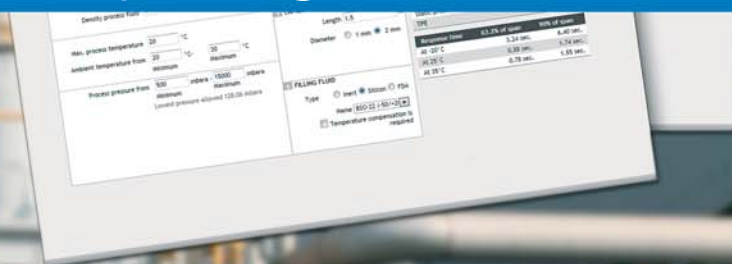 Density process fluid
Max. process temperature 20 °C
Ambient temperature from 20 °C- 30 °C
minimum maximum
Process pressure from 500 mbara - 15000 mbara
minimum maximum
Lowest pressure allowed 128.06 mbara
Length 1.5
Diameter 1 mm 2 mm
FILLING FLUID
Type Inert Silicon FDA
Name
Temperature compensation is
required
TPE
Response time 63.2% of span 90% of span
At -20°C 3.24 sec. 6.40 sec.
At 25°C 1.74 sec.
At 35°C 0.78 sec. 1.55 sec.